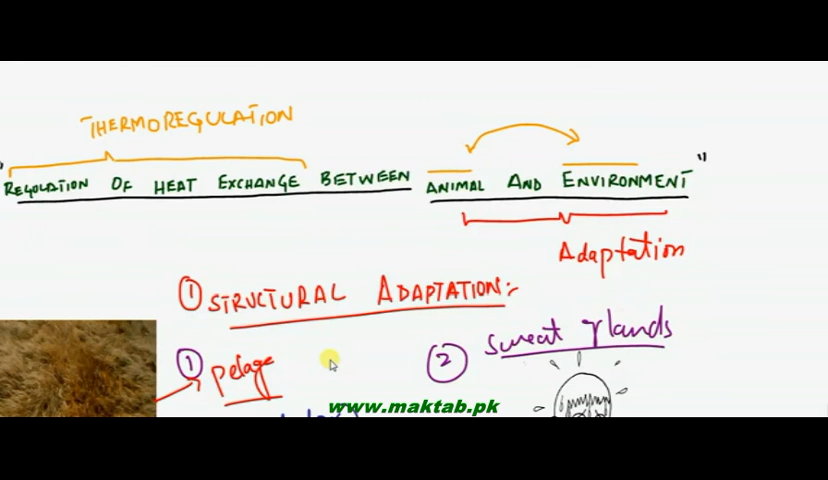 THERMOREGULATION
"REGULATION OF HEAT EXCHANGE BETWEEN ANIMAL AND ENVIRONMENT"
Adaptation
① STRUCTURAL ADAPTATION:-
① pelage
② sweat glands
www.maktab.pk